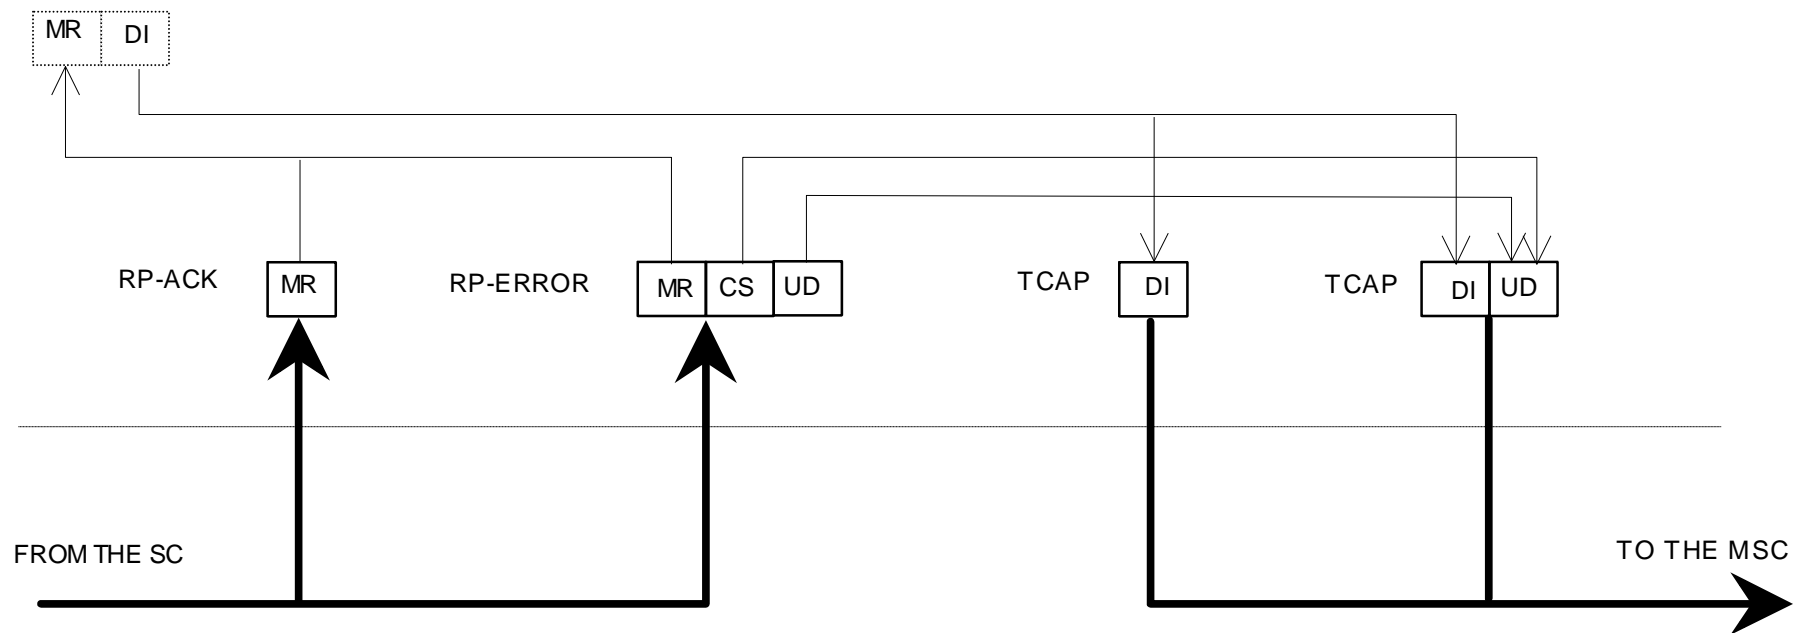 MR DI
RP-ACK MR RP-ERROR MR CS UD TCAP DI TCAP DI UD
FROM THE SC TO THE MSC